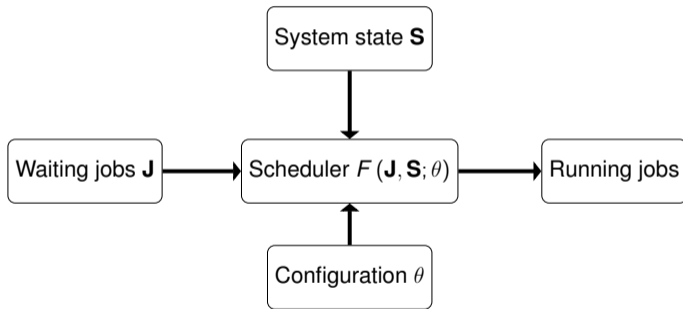 System state S
Waiting jobs J
Scheduler F (J, S; θ)
Running jobs
Configuration θ